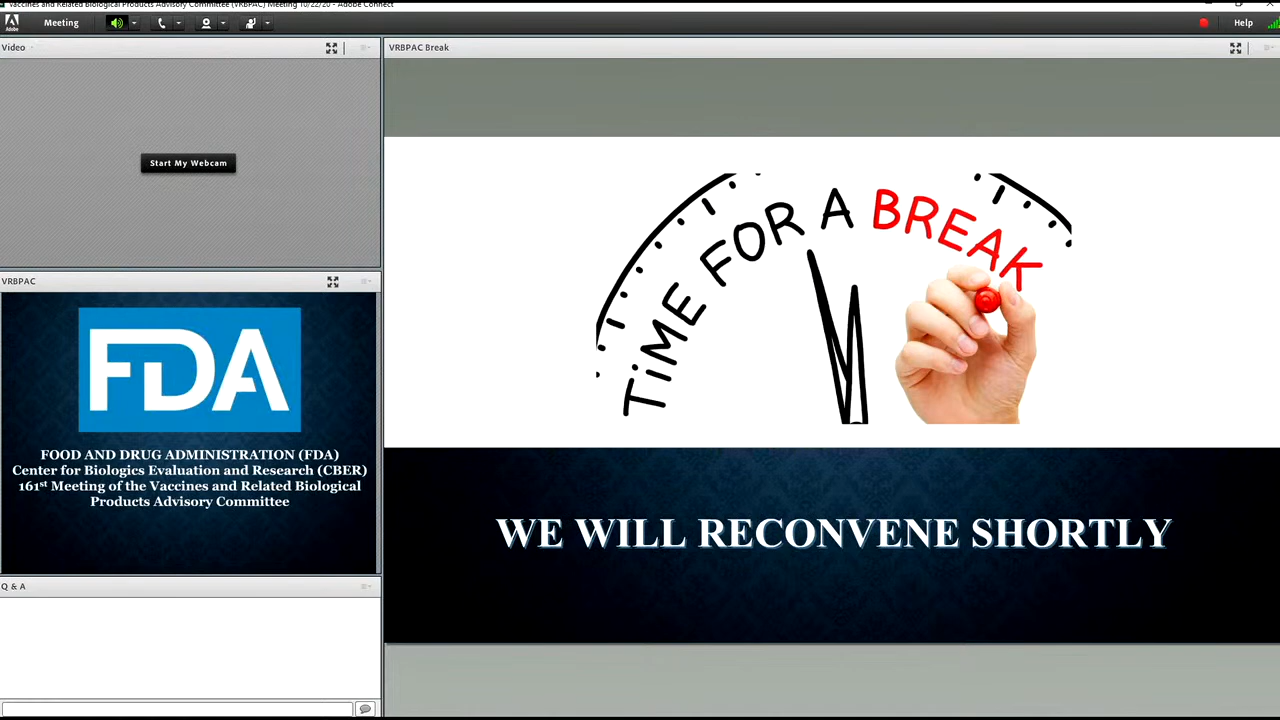 Vaccines and Related Biological Products Advisory Committee (VRBPAC) Meeting 10/22/20 - Adobe Connect
Adobe
Meeting
Help
Video
Start My Webcam
VRBPAC
FDA
FOOD AND DRUG ADMINISTRATION (FDA)
Center for Biologics Evaluation and Research (CBER)
161st Meeting of the Vaccines and Related Biological
Products Advisory Committee
Q & A
VRBPAC Break
TiME FOR A BREAK
WE WILL RECONVENE SHORTLY